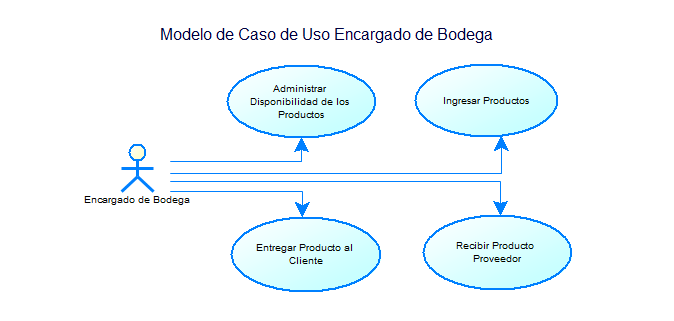 Modelo de Caso de Uso Encargado de Bodega
Administrar
Disponibilidad de los
Productos
Ingresar Productos
Encargado de Bodega
Entregar Producto al
Cliente
Recibir Producto
Proveedor